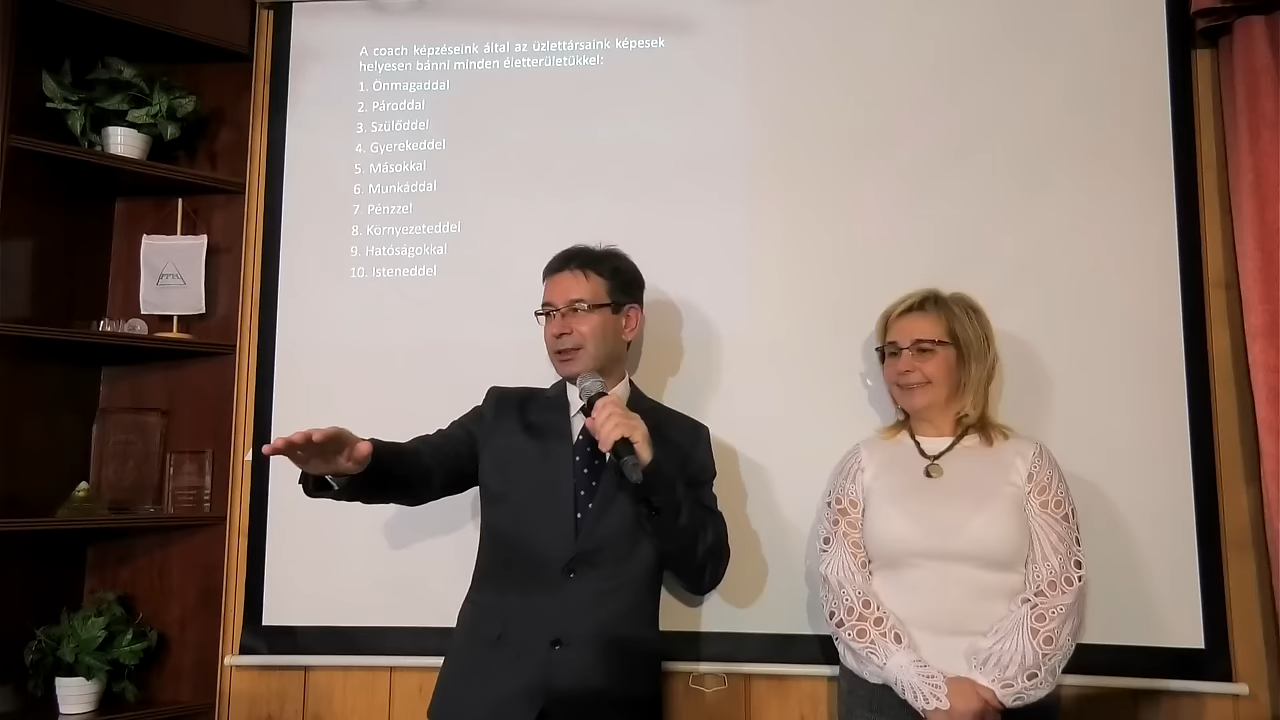 A coach képzéseink által az üzlettársaink képesek
helyesen bánni minden életterületükkel:
1. Önmagaddal
2. Pároddal
3. Szülőddel
4. Gyerekeddel
5. Másokkal
6. Munkáddal
7. Pénzzel
8. Környezeteddel
9. Hatóságokkal
10. Isteneddel